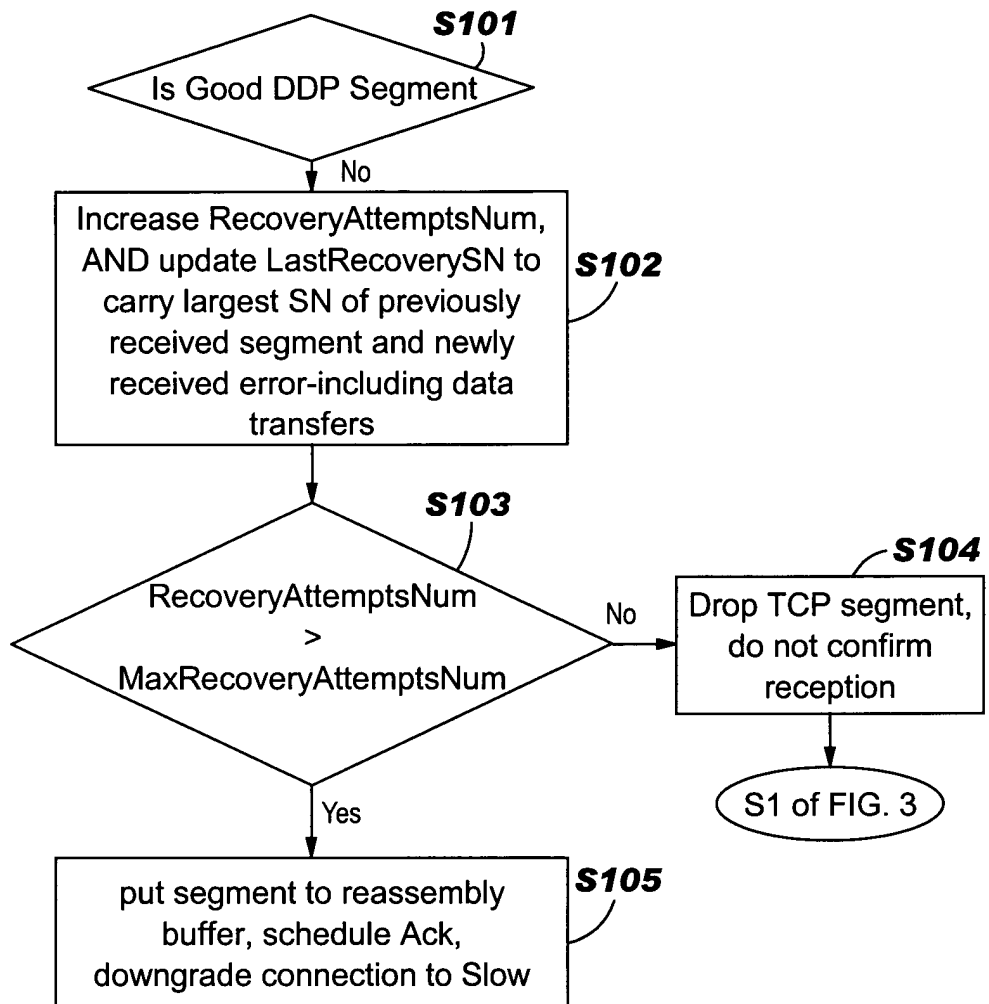 S101
Is Good DDP Segment
No
Increase RecoveryAttemptsNum,
AND update LastRecoverySN to
carry largest SN of previously
received segment and newly
received error-including data
transfers
S102
S103
RecoveryAttemptsNum
>
MaxRecoveryAttemptsNum
No
S104
Drop TCP segment,
do not confirm
reception
S1 of FIG. 3
Yes
put segment to reassembly
buffer, schedule Ack,
downgrade connection to Slow
S105